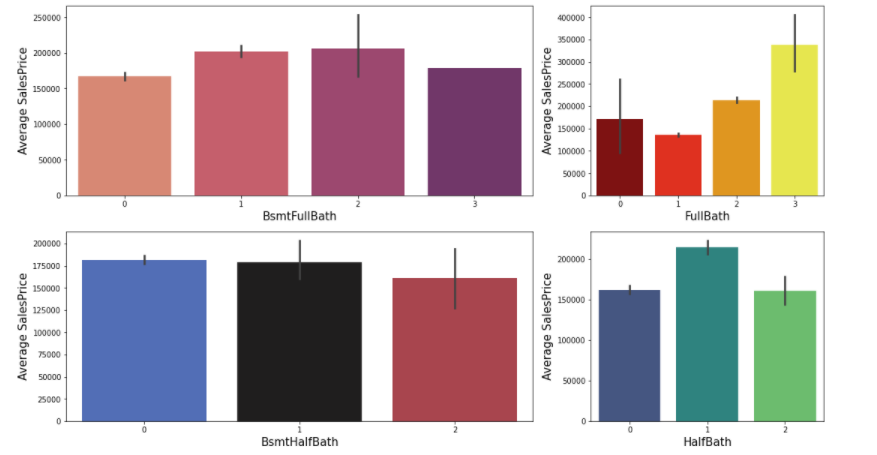 Average SalesPrice
250000
200000
150000
100000
50000
0
0 1 2 3
BsmtFullBath
Average SalesPrice
400000
350000
300000
250000
200000
150000
100000
50000
0
0 1 2 3
FullBath
Average SalesPrice
200000
175000
150000
125000
100000
75000
50000
25000
0
0 1 2
BsmtHalfBath
Average SalesPrice
200000
150000
100000
50000
0
0 1 2
HalfBath